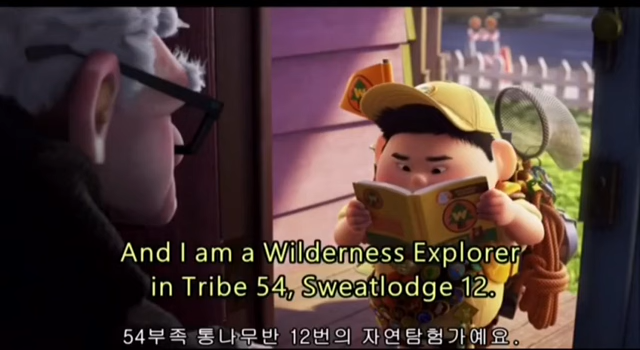 And I am a Wilderness Explorer
in Tribe 54, Sweatlodge 12.
54부족 통나무반 12번의 자연탐험가예요.